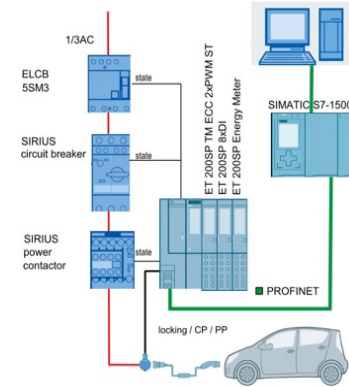 1/3AC
ELCB
5SM3
state
SIRIUS
circuit breaker
state
SIRIUS
power
contactor
state
ET 200SP TM ECC 2xPWM ST
ET 200SP 8xDI
ET 200SP Energy Meter
SIMATIC S7-1500
PROFINET
locking / CP / PP